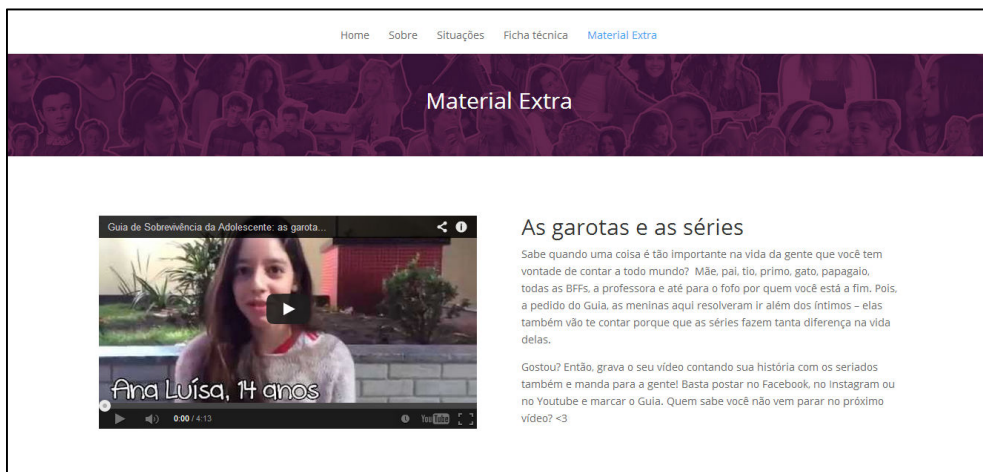 Home Sobre Situações Ficha técnica Material Extra
Material Extra
Guia de Sobrevivência da Adolescente: as garota...
Ana Luísa, 14 anos
0:00 / 4:13
YouTube
As garotas e as séries
Sabe quando uma coisa é tão importante na vida da gente que você tem
vontade de contar a todo mundo? Mãe, pai, tio, primo, gato, papagaio,
todas as BFFs, a professora e até para o fofo por quem você está a fim. Pois,
a pedido do Guia, as meninas aqui resolveram ir além dos íntimos – elas
também vão te contar porque que as séries fazem tanta diferença na vida
delas.
Gostou? Então, grava o seu vídeo contando sua história com os seriados
também e manda para a gente! Basta postar no Facebook, no Instagram ou
no Youtube e marcar o Guia. Quem sabe você não vem parar no próximo
vídeo? <3